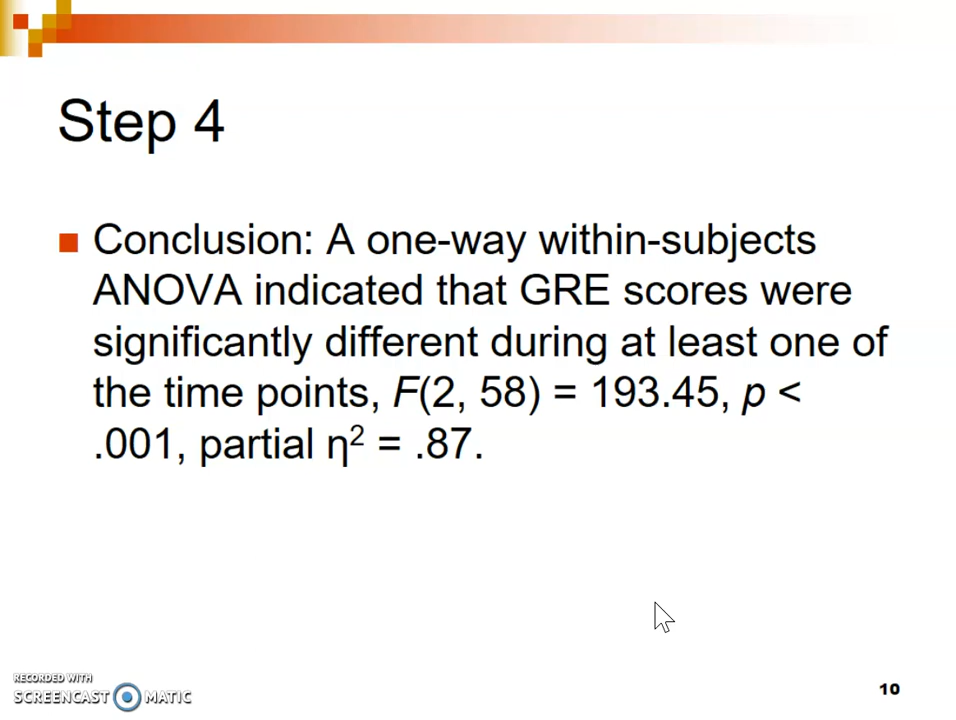 Step 4
Conclusion: A one-way within-subjects
ANOVA indicated that GRE scores were
significantly different during at least one of
the time points, F(2, 58) = 193.45, p <
.001, partial η² = .87.
RECORDED WITH
SCREENCAST MATIC
10